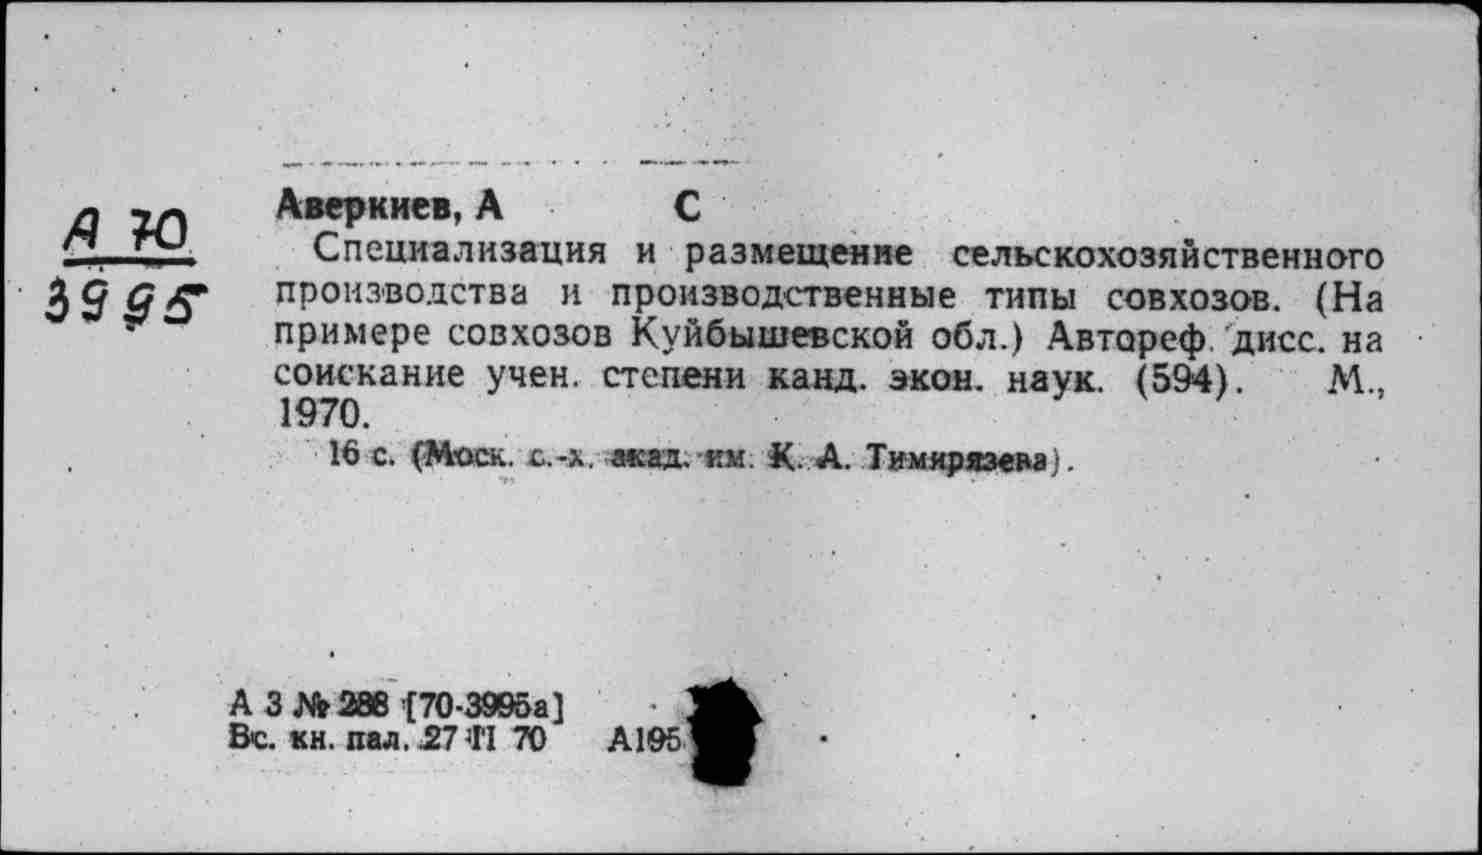 А 70
3995
Аверкиев, А С
Специализация и размещение сельскохозяйственного
производства и производственные типы совхозов. (На
примере совхозов Куйбышевской обл.) Автореф. дисс. на
соискание учен. степени канд. экон. наук. (594). М.,
1970.
16 с. (Моск. с.-х. акад. им. К. А. Тимирязева).
А 3 № 288 [70-3995а]
Вс. кн. пал. 27 II 70 А195